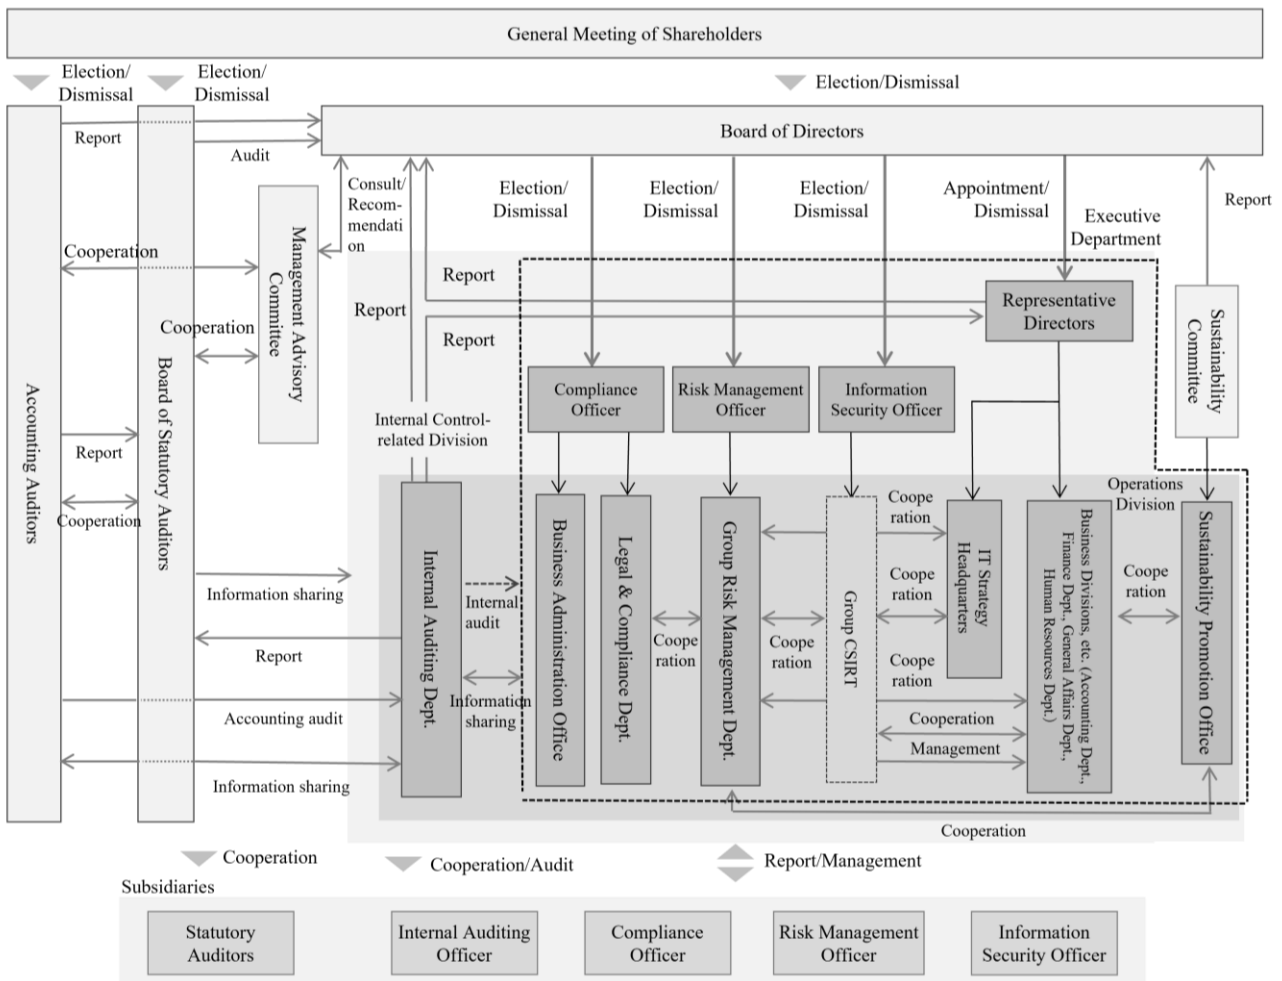 General Meeting of Shareholders
Election/
Dismissal
Election/
Dismissal
Election/Dismissal
Board of Directors
Report
Audit
Consult/
Recom-
mendati
on
Election/
Dismissal
Election/
Dismissal
Election/
Dismissal
Appointment/
Dismissal
Report
Executive
Department
Cooperation
Management Advisory
Committee
Report
Report
Representative
Directors
Sustainability
Committee
Cooperation
Report
Accounting Auditors
Board of Statutory Auditors
Compliance
Officer
Risk Management
Officer
Information
Security Officer
Internal Control-
related Division
Report
Cooperation
Operations
Division
Internal Auditing Dept.
Business Administration Office
Legal & Compliance Dept.
Group Risk Management Dept.
Group CSIRT
IT Strategy
Headquarters
Business Divisions, etc. (Accounting Dept.,
Finance Dept., General Affairs Dept.,
Human Resources Dept.)
Sustainability Promotion Office
Coope
ration
Coope
ration
Coope
ration
Information sharing
Internal
audit
Report
Coope
ration
Coope
ration
Coope
ration
Information
sharing
Accounting audit
Cooperation
Management
Information sharing
Cooperation
Cooperation
Cooperation/Audit
Report/Management
Subsidiaries
Statutory
Auditors
Internal Auditing
Officer
Compliance
Officer
Risk Management
Officer
Information
Security Officer